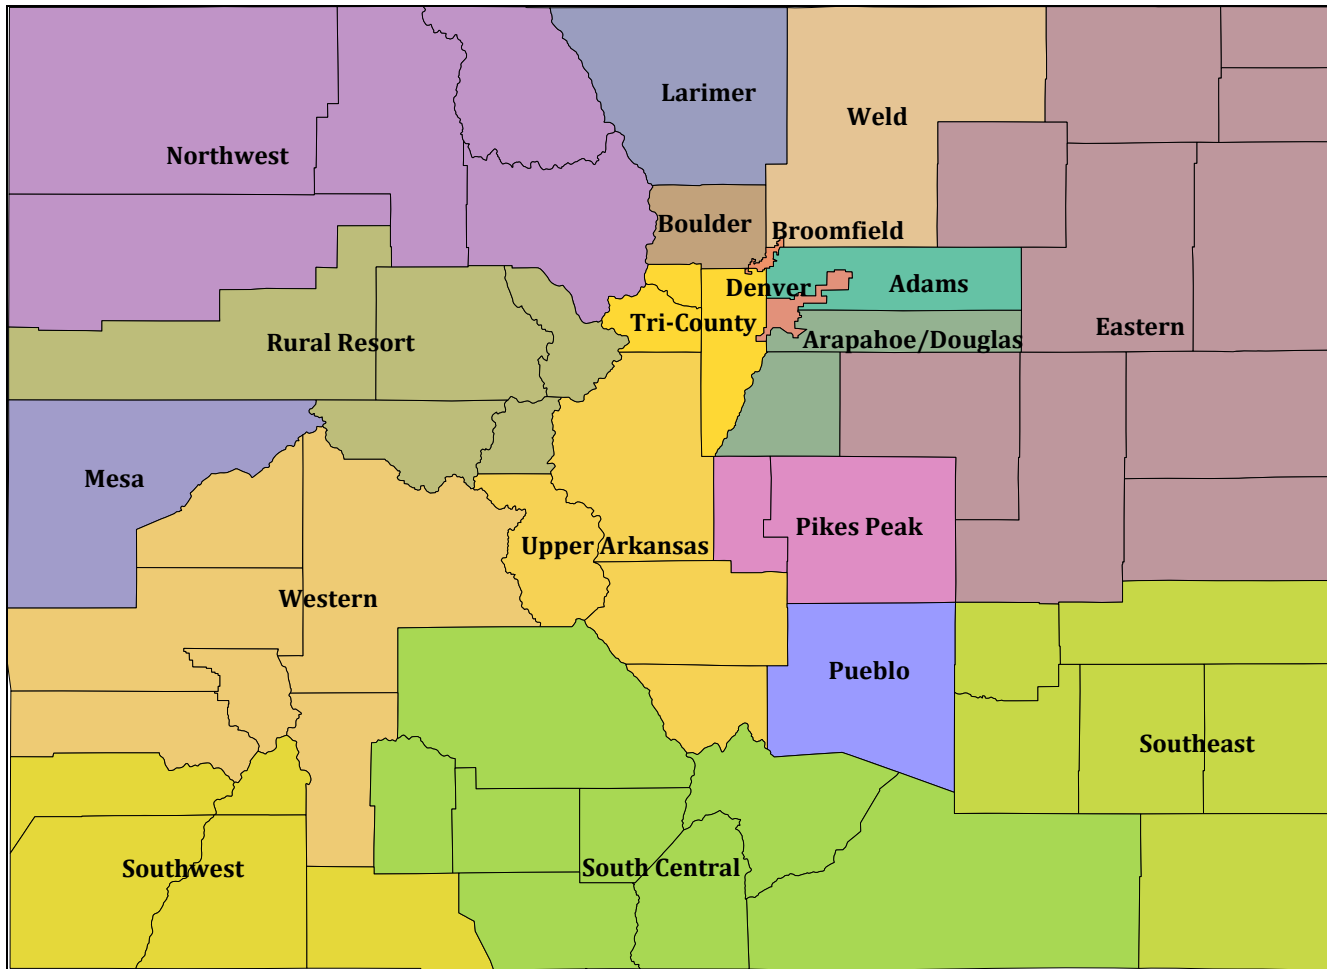 Larimer
Weld
Northwest
Boulder
Broomfield
Denver
Adams
Tri-County
Eastern
Rural Resort
Arapahoe/Douglas
Mesa
Pikes Peak
Upper Arkansas
Western
Pueblo
Southeast
Southwest
South Central